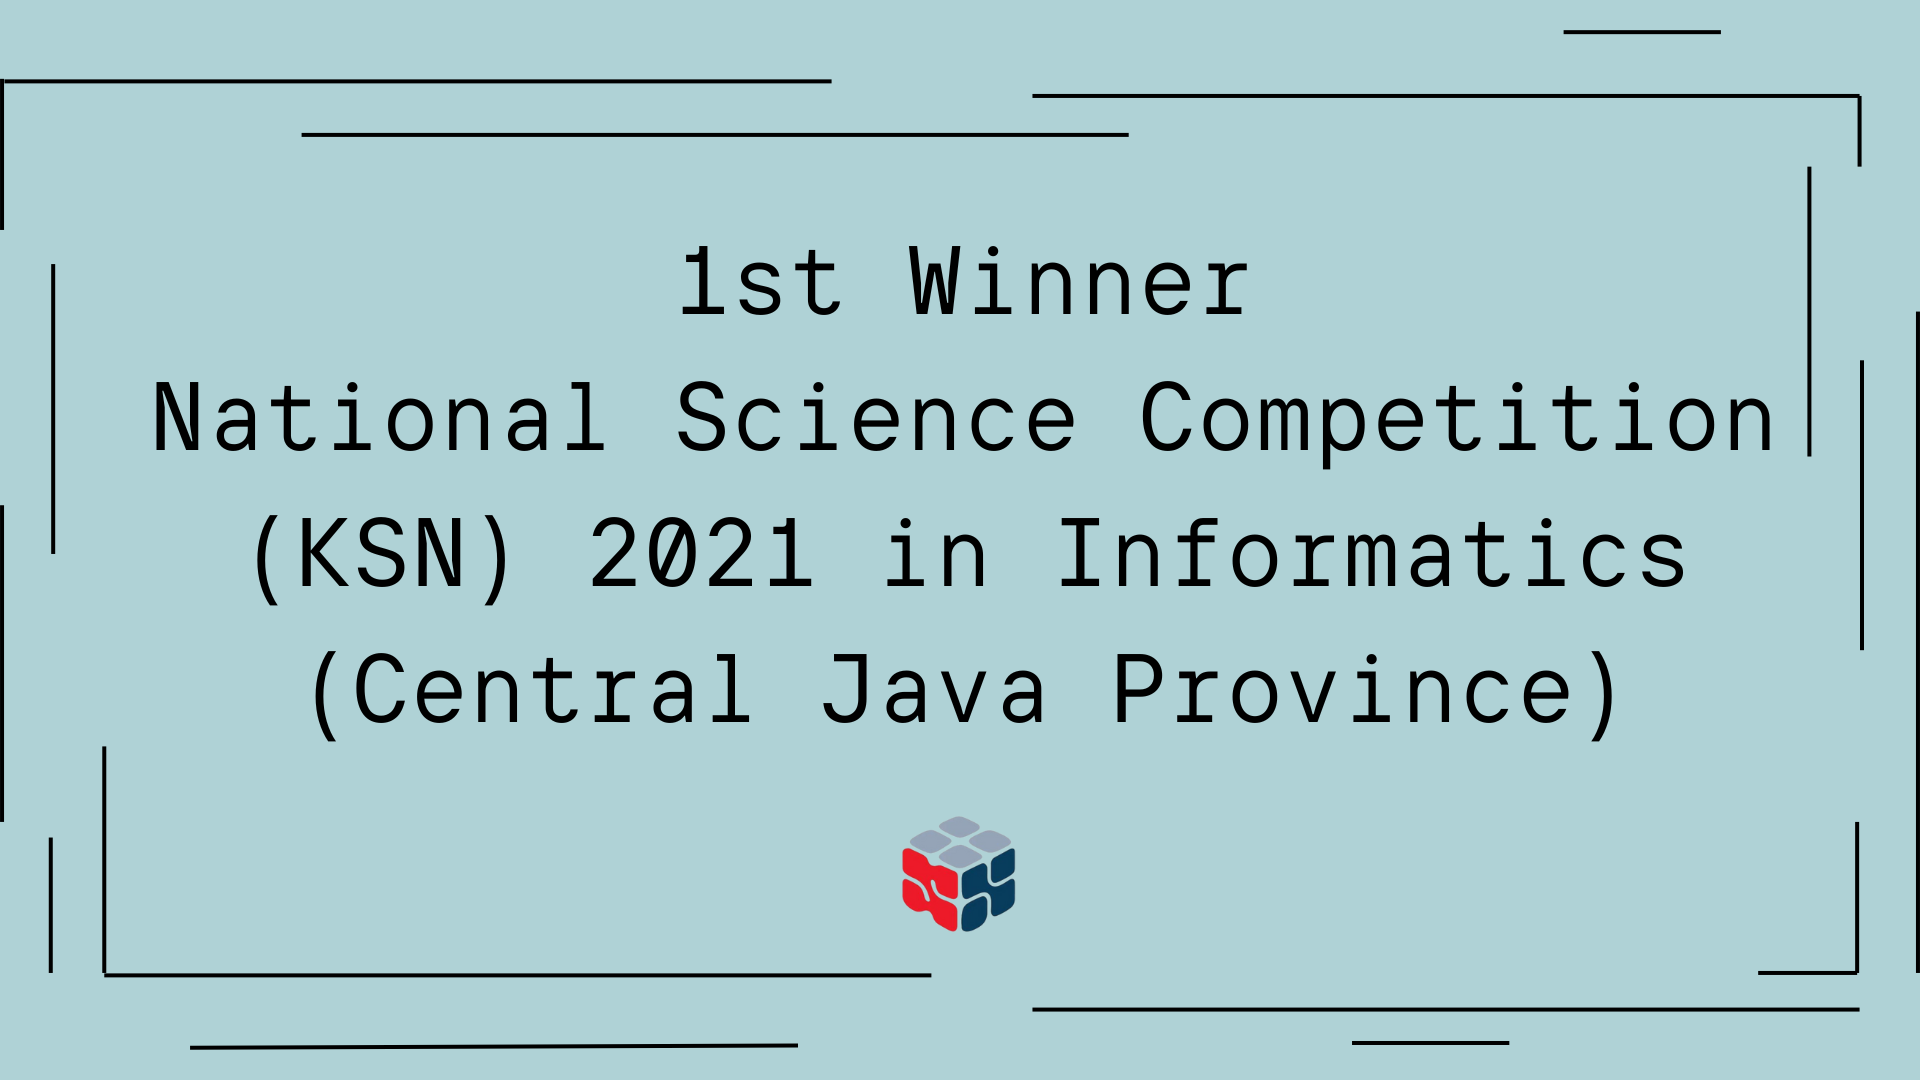 1st Winner
National Science Competition
(KSN) 2021 in Informatics
(Central Java Province)